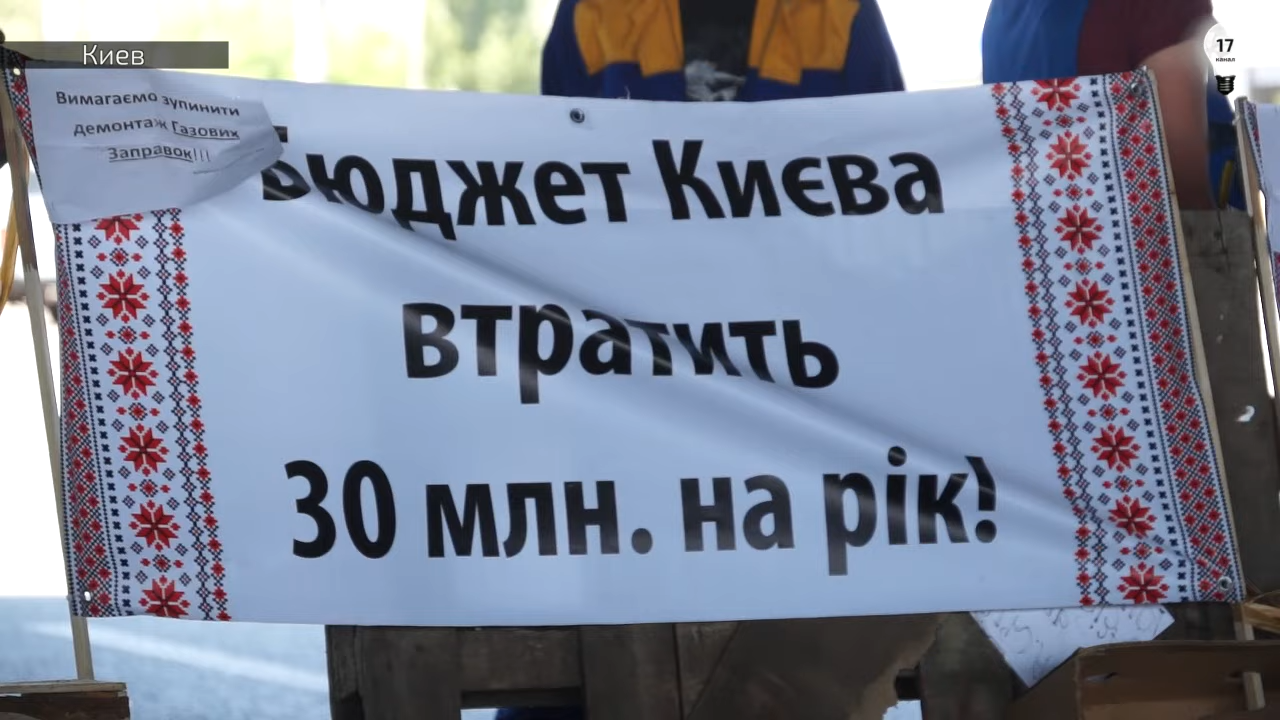 Киев
17
канал
Вимагаємо зупинити
демонтаж Газових
Заправок!!!
Бюджет Києва
втратить
30 млн. на рік!